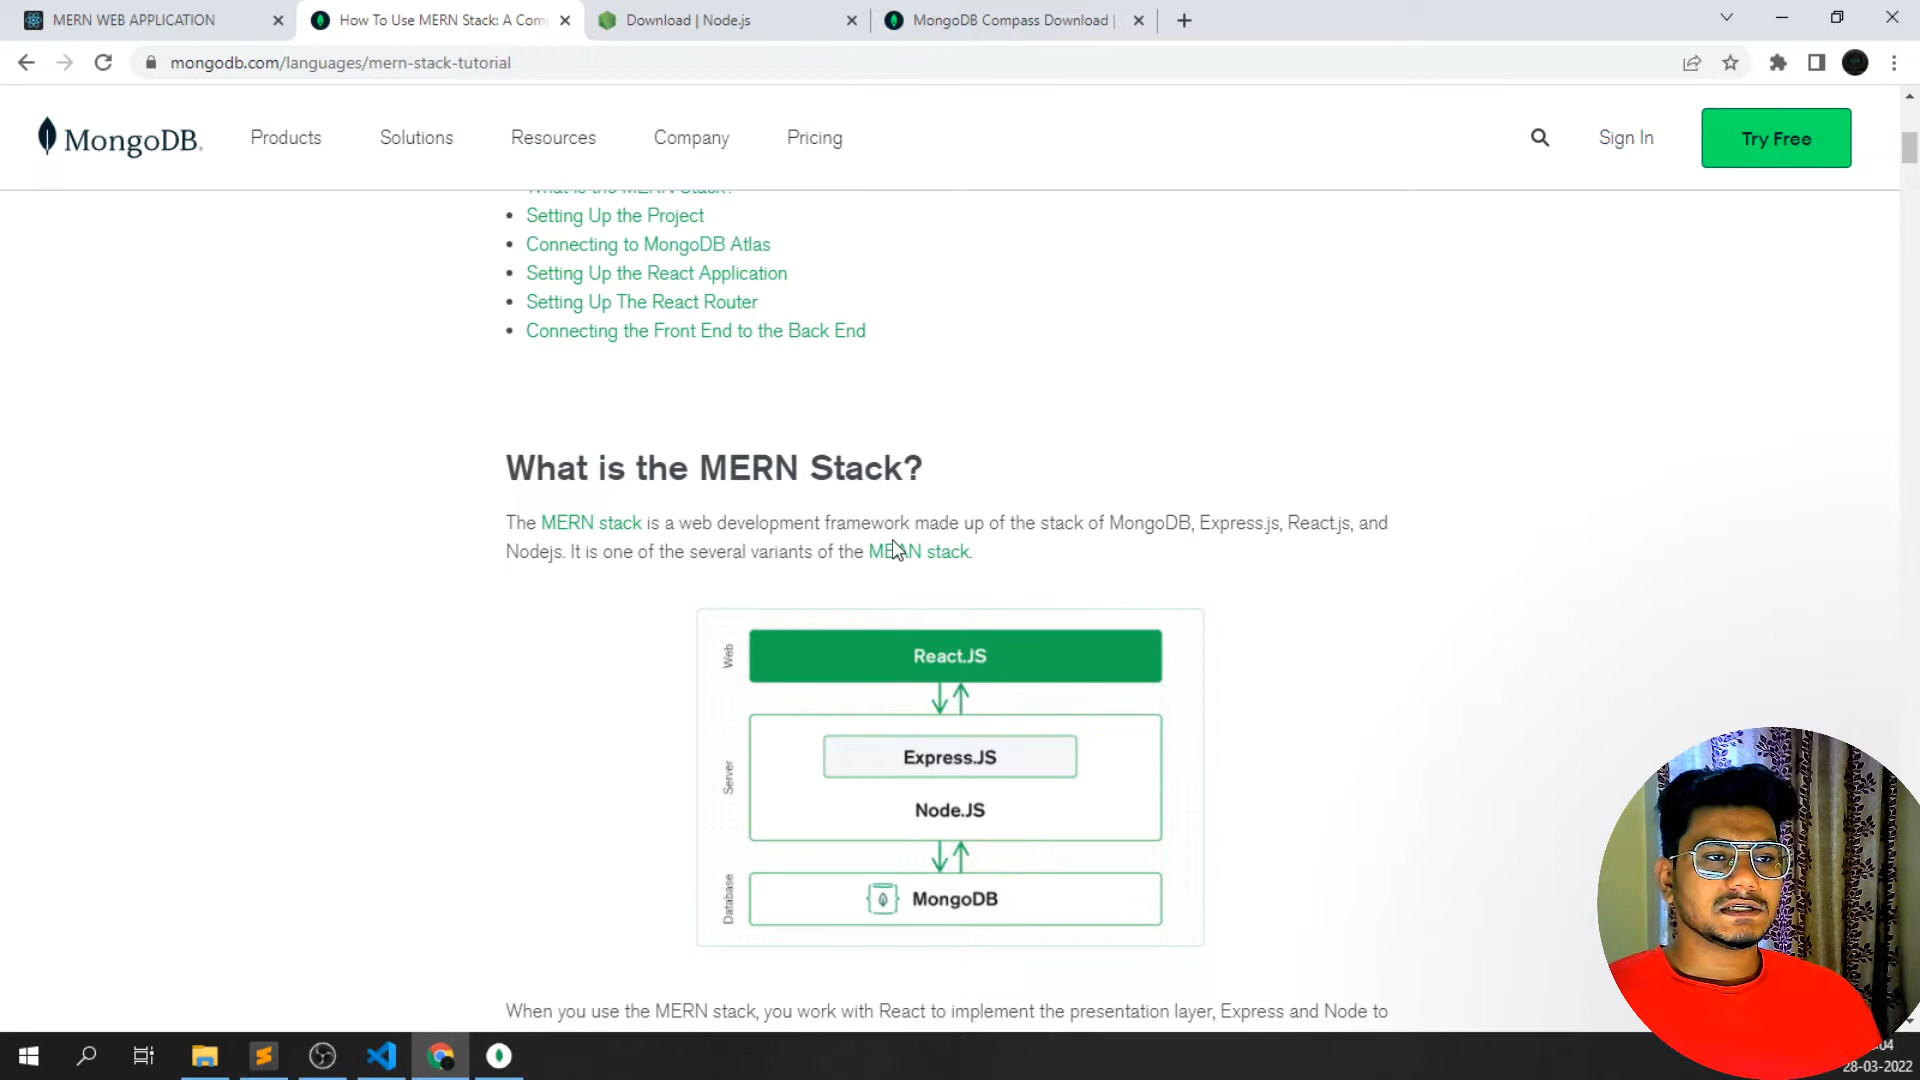 MERN WEB APPLICATION
How To Use MERN Stack: A Com
Download | Node.js
MongoDB Compass Download |
mongodb.com/languages/mern-stack-tutorial
MongoDB.
Products
Solutions
Resources
Company
Pricing
Sign In
Try Free
What is the MERN Stack?
• Setting Up the Project
• Connecting to MongoDB Atlas
• Setting Up the React Application
• Setting Up The React Router
• Connecting the Front End to the Back End
What is the MERN Stack?
The MERN stack is a web development framework made up of the stack of MongoDB, Express.js, React.js, and
Nodejs. It is one of the several variants of the MEAN stack.
Web
React.JS
Server
Express.JS
Node.JS
Database
MongoDB
When you use the MERN stack, you work with React to implement the presentation layer, Express and Node to
:04
28-03-2022